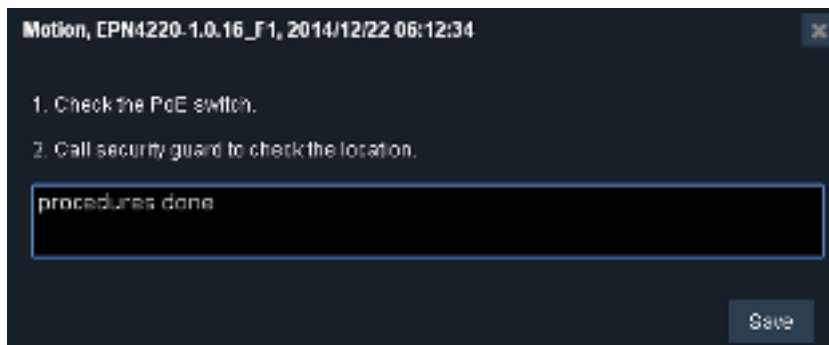 Motion, EPN4220-1.0.16_F1, 2014/12/22 06:12:34
1. Check the PoE switch.
2. Call security guard to check the location.
procedures done
Save